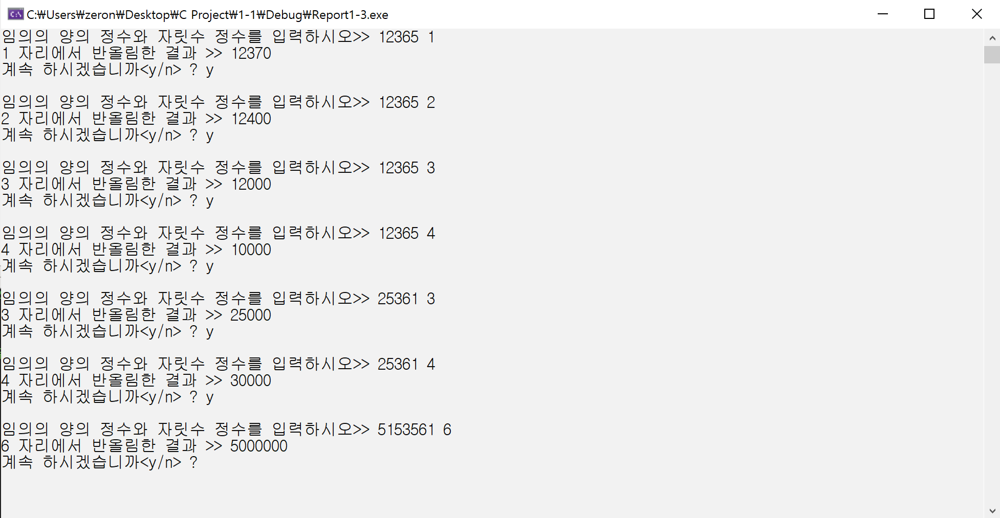 C:₩Users₩zeron₩Desktop₩C Project₩1-1₩Debug₩Report1-3.exe
임의의 양의 정수와 자릿수 정수를 입력하시오>> 12365 1
1 자리에서 반올림한 결과 >> 12370
계속 하시겠습니까<y/n> ? y
임의의 양의 정수와 자릿수 정수를 입력하시오>> 12365 2
2 자리에서 반올림한 결과 >> 12400
계속 하시겠습니까<y/n> ? y
임의의 양의 정수와 자릿수 정수를 입력하시오>> 12365 3
3 자리에서 반올림한 결과 >> 12000
계속 하시겠습니까<y/n> ? y
임의의 양의 정수와 자릿수 정수를 입력하시오>> 12365 4
4 자리에서 반올림한 결과 >> 10000
계속 하시겠습니까<y/n> ? y
임의의 양의 정수와 자릿수 정수를 입력하시오>> 25361 3
3 자리에서 반올림한 결과 >> 25000
계속 하시겠습니까<y/n> ? y
임의의 양의 정수와 자릿수 정수를 입력하시오>> 25361 4
4 자리에서 반올림한 결과 >> 30000
계속 하시겠습니까<y/n> ? y
임의의 양의 정수와 자릿수 정수를 입력하시오>> 5153561 6
6 자리에서 반올림한 결과 >> 5000000
계속 하시겠습니까<y/n> ?